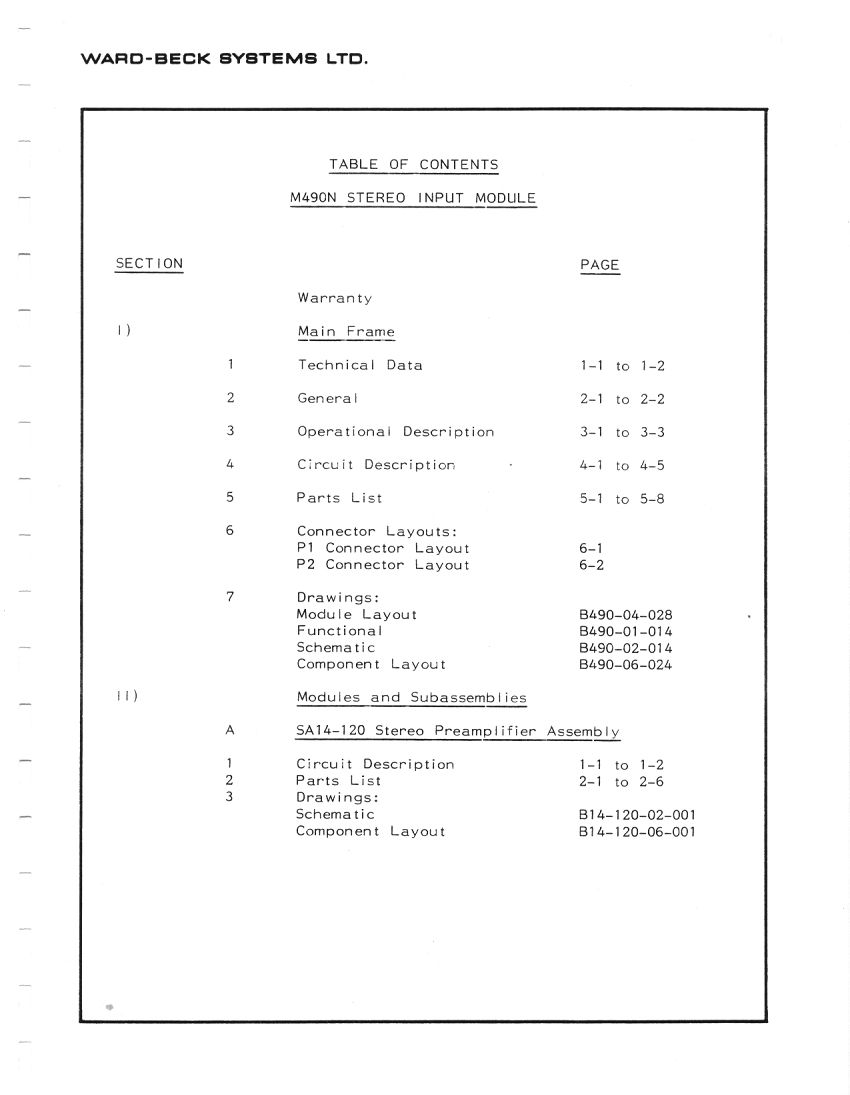 WARD-BECK SYSTEMS LTD.
TABLE OF CONTENTS
M490N STEREO INPUT MODULE
SECTION PAGE
Warranty
I) Main Frame
1 Technical Data 1-1 to 1-2
2 General 2-1 to 2-2
3 Operational Description 3-1 to 3-3
4 Circuit Description 4-1 to 4-5
5 Parts List 5-1 to 5-8
6 Connector Layouts:
P1 Connector Layout 6-1
P2 Connector Layout 6-2
7 Drawings:
Module Layout B490-04-028
Functional B490-01-014
Schematic B490-02-014
Component Layout B490-06-024
II) Modules and Subassemblies
A SA14-120 Stereo Preamplifier Assembly
1 Circuit Description 1-1 to 1-2
2 Parts List 2-1 to 2-6
3 Drawings:
Schematic B14-120-02-001
Component Layout B14-120-06-001